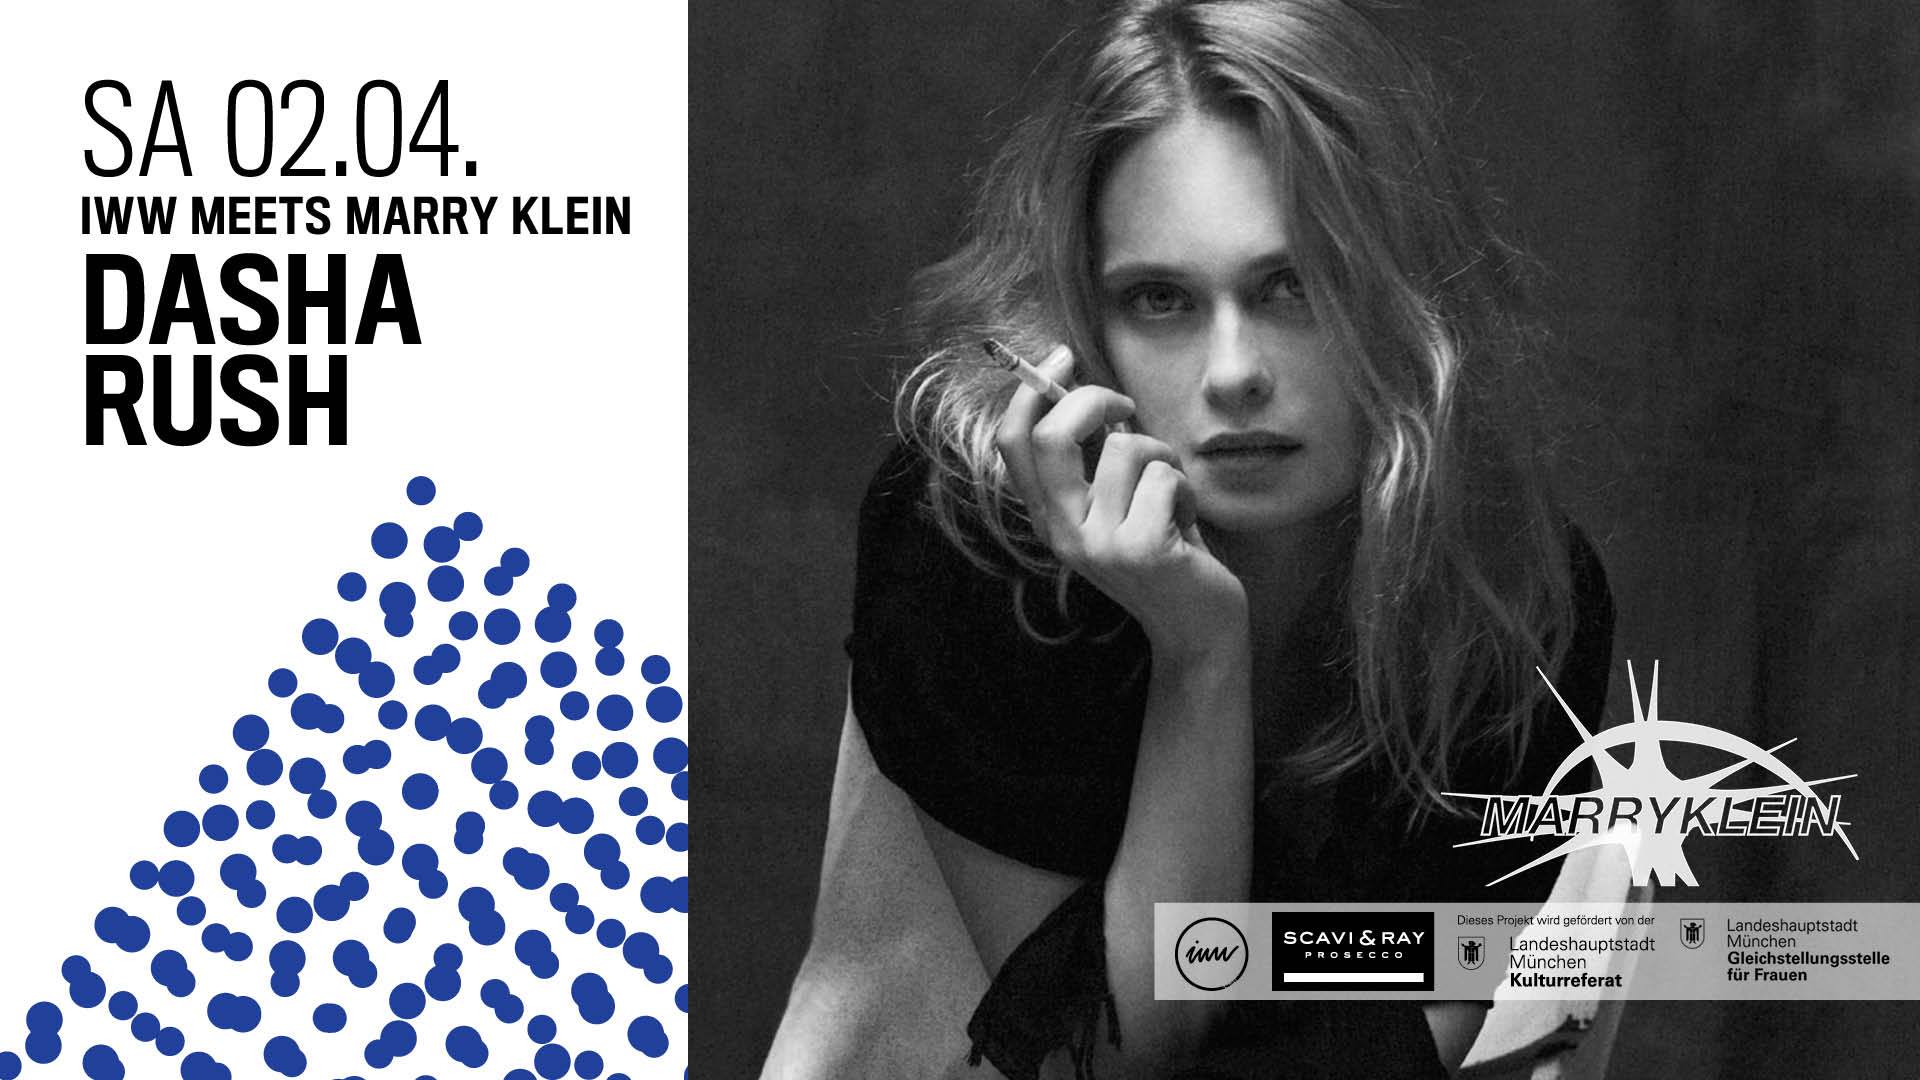 SA 02.04.
IWW MEETS MARRY KLEIN
DASHA
RUSH
MARRYKLEIN
iww
SCAVI & RAY
PROSECCO
Dieses Projekt wird gefördert von der
Landeshauptstadt
München
Kulturreferat
Landeshauptstadt
München
Gleichstellungsstelle
für Frauen